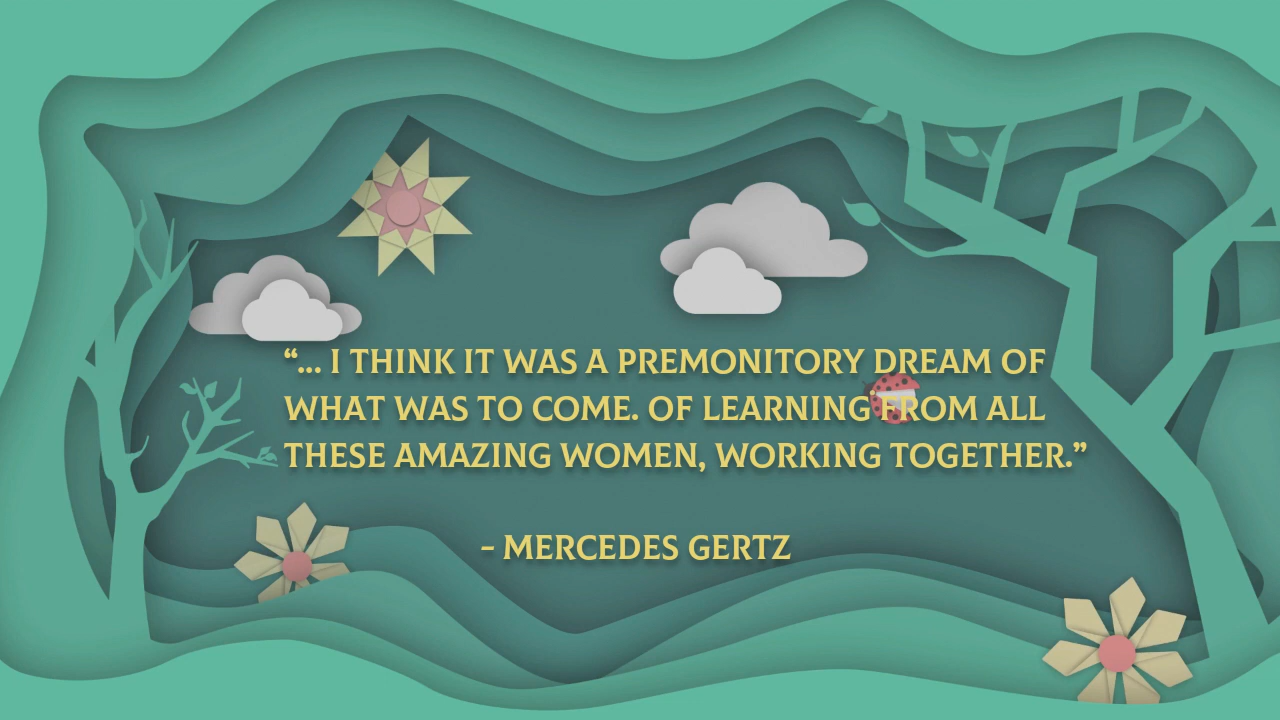 “... I THINK IT WAS A PREMONITORY DREAM OF
WHAT WAS TO COME. OF LEARNING FROM ALL
THESE AMAZING WOMEN, WORKING TOGETHER.”
- MERCEDES GERTZ